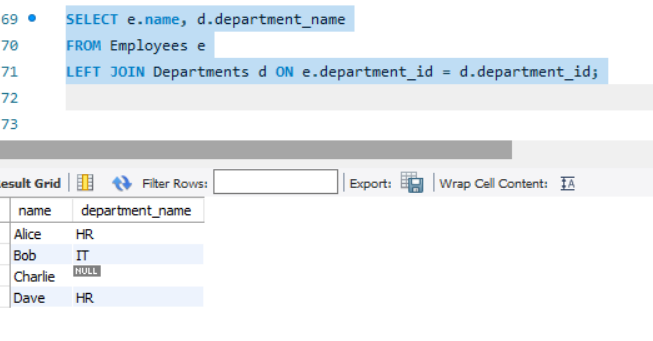 69 SELECT e.name, d.department_name
70 FROM Employees e
71 LEFT JOIN Departments d ON e.department_id = d.department_id;
72
73
esult Grid Filter Rows: Export: Wrap Cell Content: IA
name department_name
Alice HR
Bob IT
Charlie NULL
Dave HR